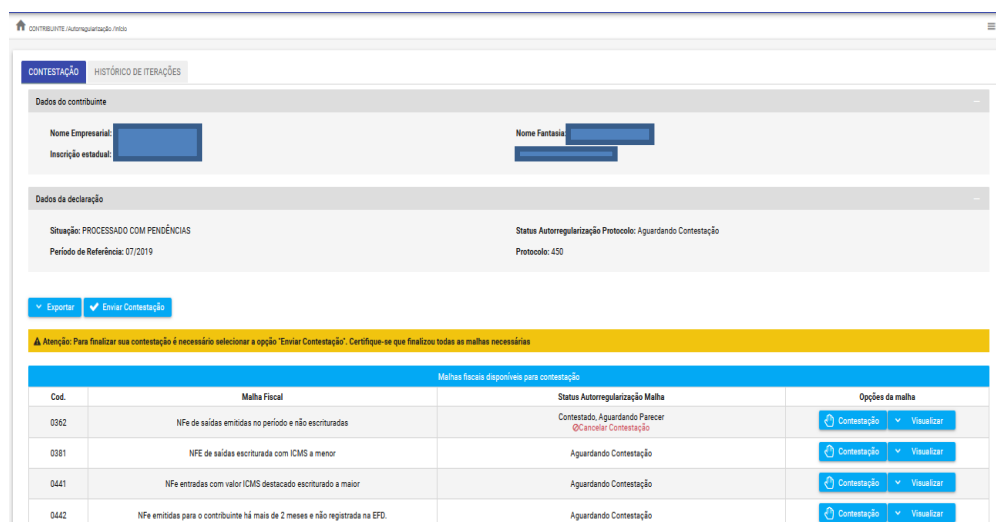 CONTRIBUINTE /Autorregularização /Início
CONTESTAÇÃO HISTÓRICO DE ITERAÇÕES
Dados do contribuinte
Nome Empresarial: Nome Fantasia:
Inscrição estadual:
Dados da declaração
Situação: PROCESSADO COM PENDÊNCIAS Status Autorregularização Protocolo: Aguardando Contestação
Período de Referência: 07/2019 Protocolo: 450
Exportar Enviar Contestação
Atenção: Para finalizar sua contestação é necessário selecionar a opção "Enviar Contestação". Certifique-se que finalizou todas as malhas necessárias
Malhas fiscais disponíveis para contestação
Cod. Malha Fiscal Status Autorregularização Malha Opções da malha
0362 NFe de saídas emitidas no período e não escrituradas Contestado, Aguardando Parecer Contestação Visualizar
Cancelar Contestação
0381 NFE de saídas escriturada com ICMS a menor Aguardando Contestação Contestação Visualizar
0441 NFe entradas com valor ICMS destacado escriturado a maior Aguardando Contestação Contestação Visualizar
0442 NFe emitidas para o contribuinte há mais de 2 meses e não registrada na EFD. Aguardando Contestação Contestação Visualizar